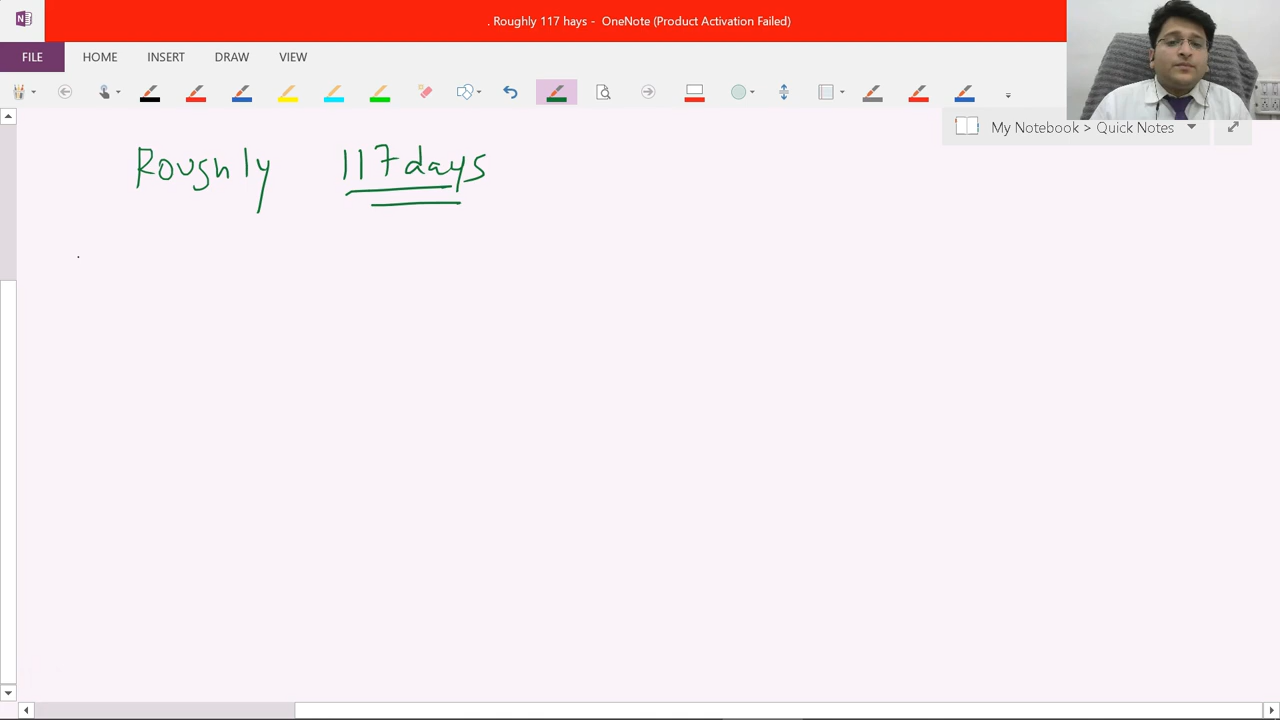 . Roughly 117 hays - OneNote (Product Activation Failed)
FILE HOME INSERT DRAW VIEW
My Notebook > Quick Notes
Roughly 117 days